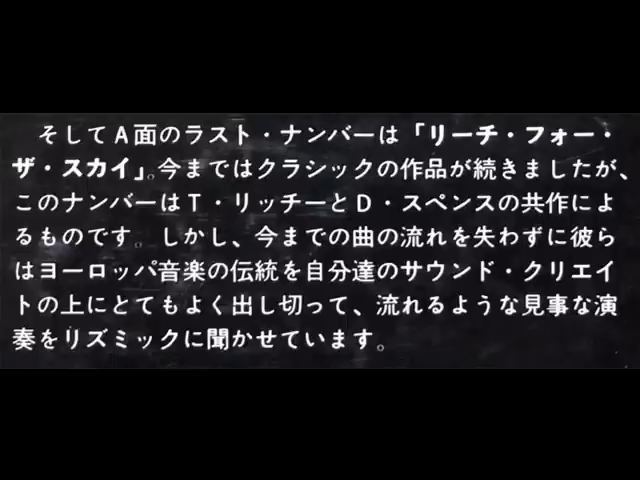 そしてA面のラスト・ナンバーは「リーチ・フォー・
ザ・スカイ」。今まではクラシックの作品が続きましたが、
このナンバーはT・リッチーとD・スペンスの共作によ
るものです。しかし、今までの曲の流れを失わずに彼ら
はヨーロッパ音楽の伝統を自分達のサウンド・クリエイ
トの上にとてもよく出し切って、流れるような見事な演
奏をリズミックに聞かせています。